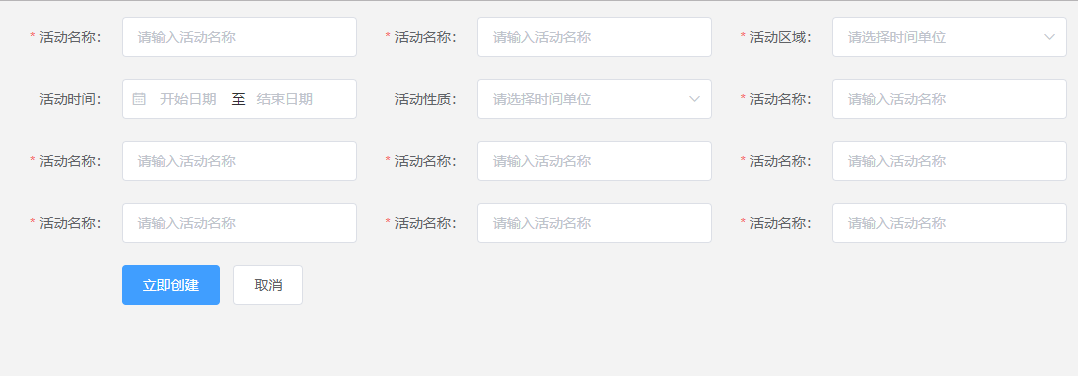 * 活动名称: 请输入活动名称 * 活动名称: 请输入活动名称 * 活动区域: 请选择时间单位
活动时间: 开始日期 至 结束日期 活动性质: 请选择时间单位 * 活动名称: 请输入活动名称
* 活动名称: 请输入活动名称 * 活动名称: 请输入活动名称 * 活动名称: 请输入活动名称
* 活动名称: 请输入活动名称 * 活动名称: 请输入活动名称 * 活动名称: 请输入活动名称
立即创建 取消